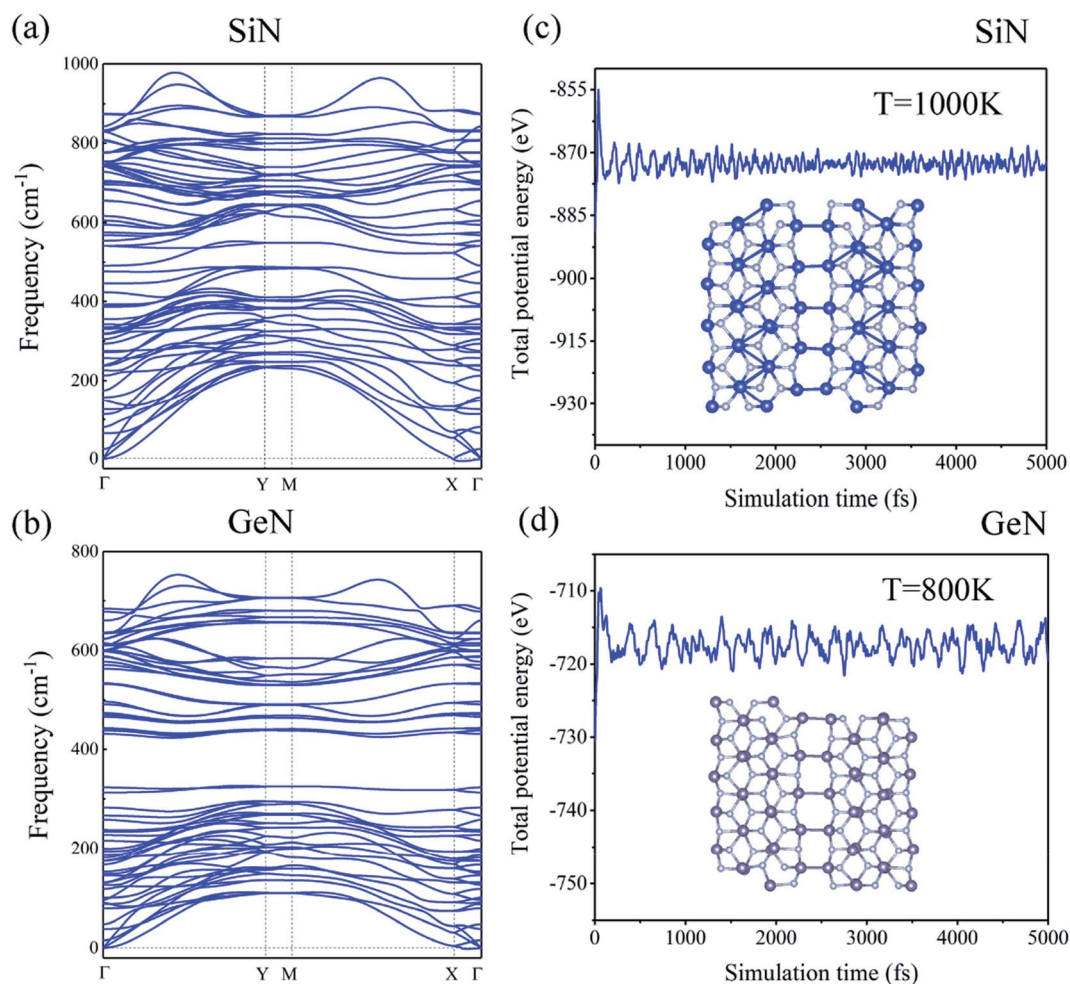 (a)
SiN
Frequency (cm⁻¹)
1000
800
600
400
200
0
Γ Y M X Γ
(c)
SiN
T=1000K
Total potential energy (eV)
-855
-870
-885
-900
-915
-930
0 1000 2000 3000 4000 5000
Simulation time (fs)
(b)
GeN
Frequency (cm⁻¹)
800
600
400
200
0
Γ Y M X Γ
(d)
GeN
T=800K
Total potential energy (eV)
-710
-720
-730
-740
-750
0 1000 2000 3000 4000 5000
Simulation time (fs)